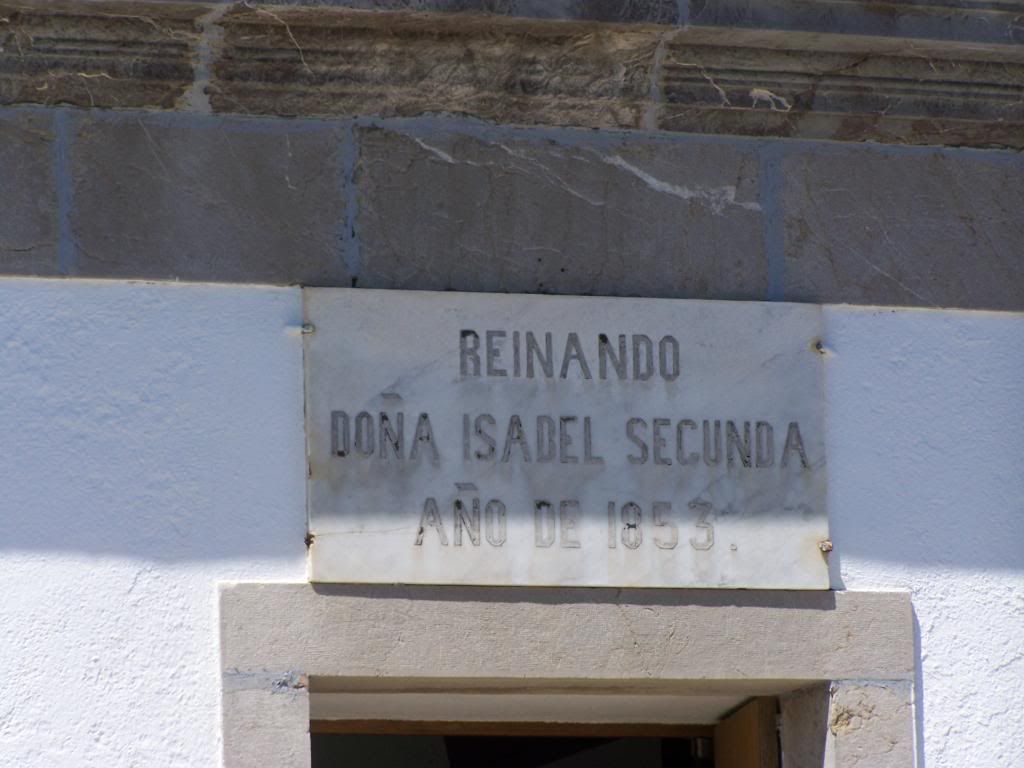 REINANDO
DOÑA ISABEL SECUNDA
AÑO DE 1853.